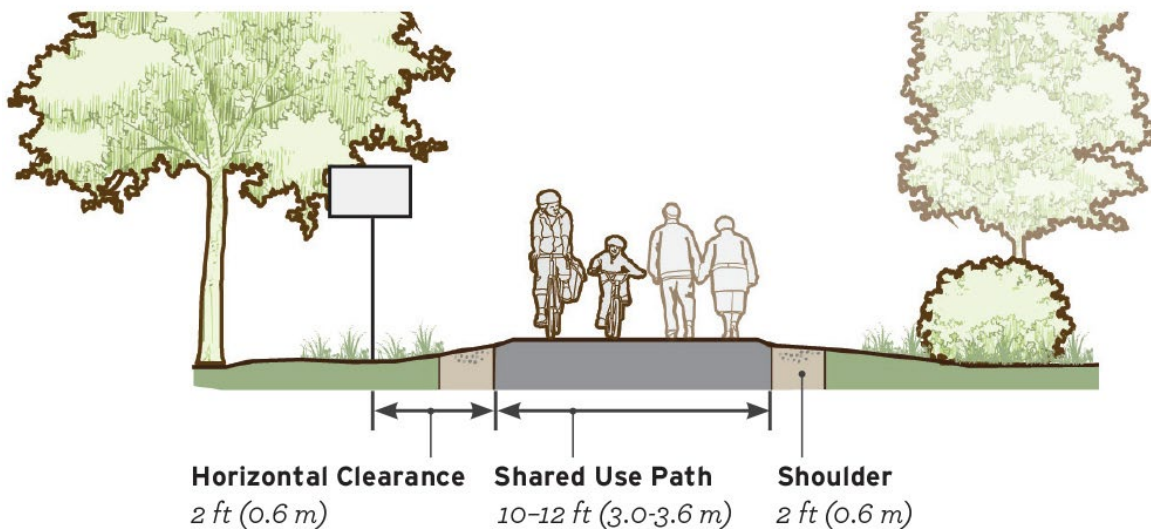 Horizontal Clearance
2 ft (0.6 m)
Shared Use Path
10–12 ft (3.0-3.6 m)
Shoulder
2 ft (0.6 m)